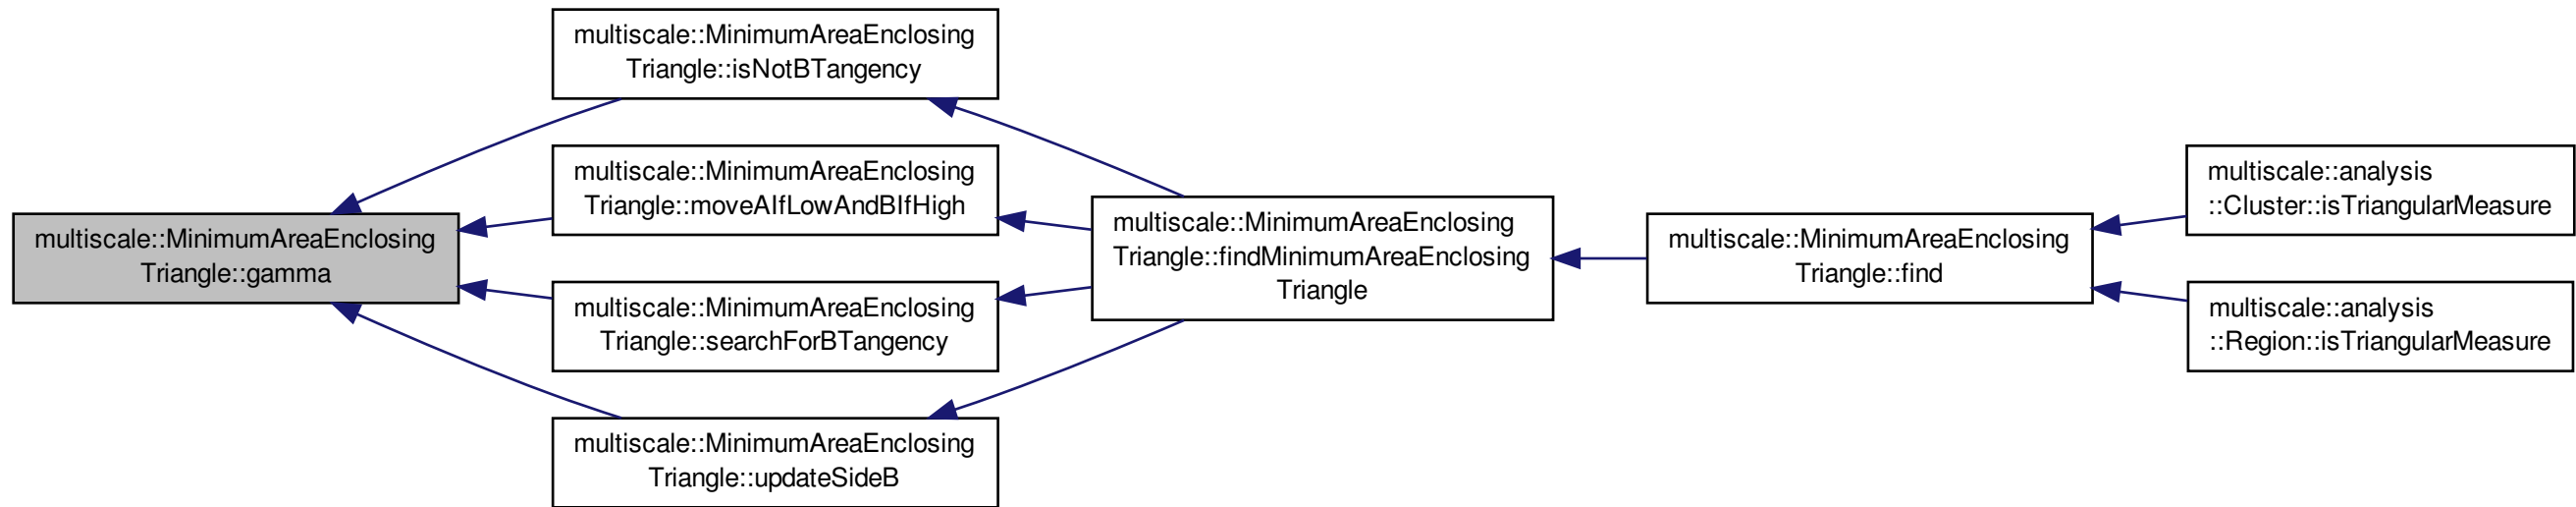 multiscale::MinimumAreaEnclosing
Triangle::gamma
multiscale::MinimumAreaEnclosing
Triangle::isNotBTangency
multiscale::MinimumAreaEnclosing
Triangle::moveAIfLowAndBIfHigh
multiscale::MinimumAreaEnclosing
Triangle::searchForBTangency
multiscale::MinimumAreaEnclosing
Triangle::updateSideB
multiscale::MinimumAreaEnclosing
Triangle::findMinimumAreaEnclosing
Triangle
multiscale::MinimumAreaEnclosing
Triangle::find
multiscale::analysis
::Cluster::isTriangularMeasure
multiscale::analysis
::Region::isTriangularMeasure